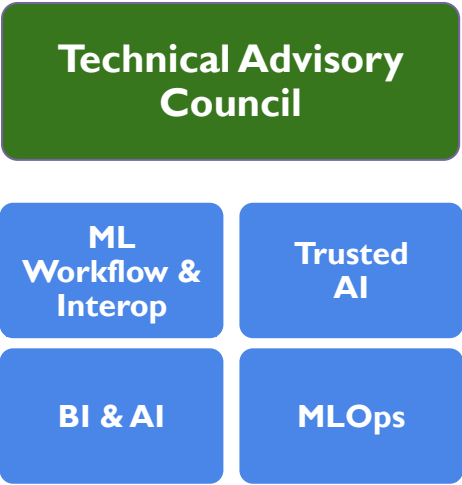 Technical Advisory
Council
ML
Workflow &
Interop
Trusted
AI
BI & AI
MLOps